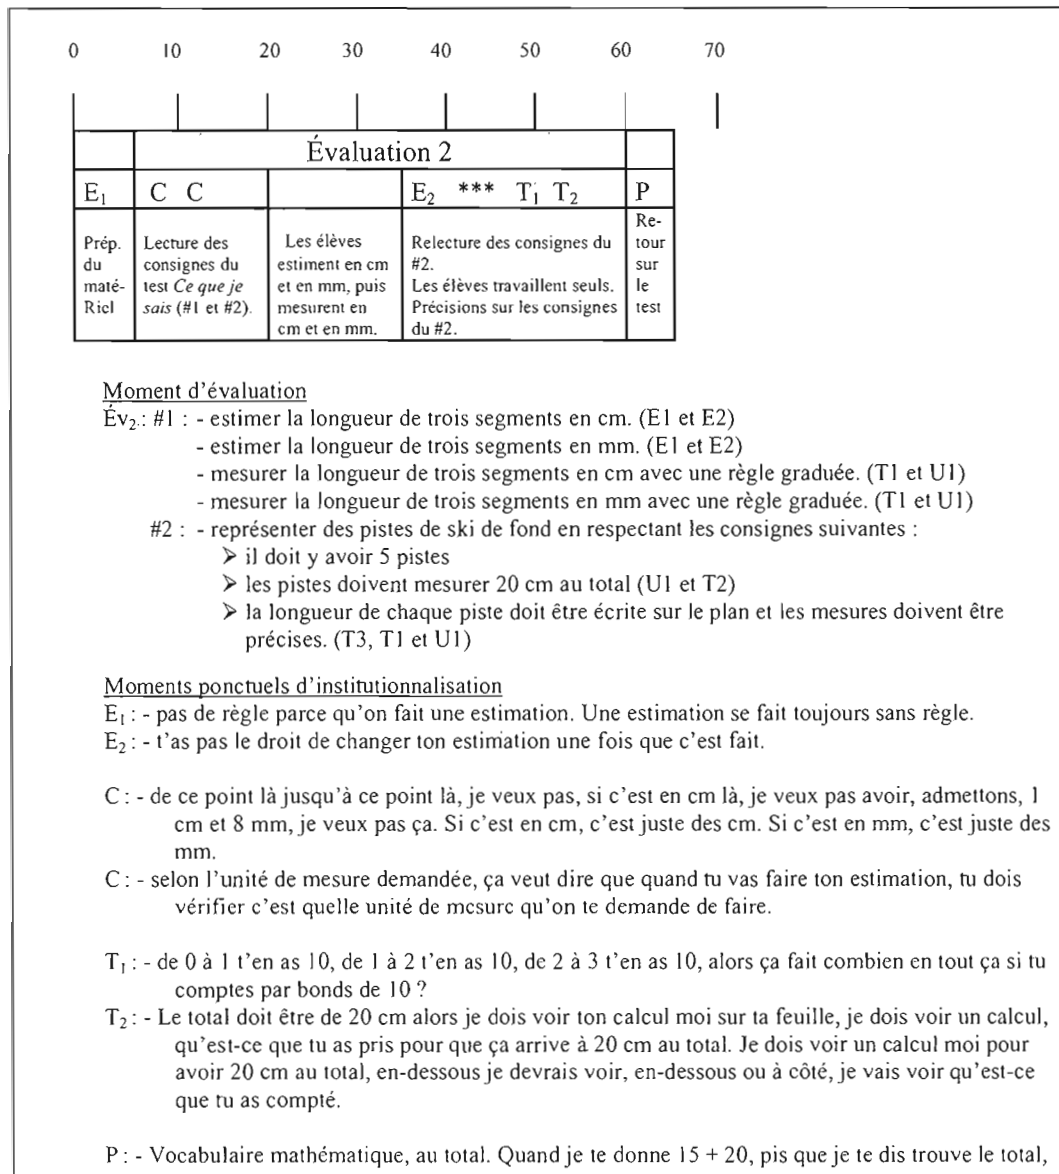 0 10 20 30 40 50 60 70
Évaluation 2
E1 C C E2 *** T1 T2 P
Prép.
du
maté-
Riel
Lecture des
consignes du
test Ce que je
sais (#1 et #2).
Les élèves
estiment en cm
et en mm, puis
mesurent en
cm et en mm.
Relecture des consignes du
#2.
Les élèves travaillent seuls.
Précisions sur les consignes
du #2.
Re-
tour
sur
le
test
Moment d'évaluation
Év2 : #1 : - estimer la longueur de trois segments en cm. (E1 et E2)
- estimer la longueur de trois segments en mm. (E1 et E2)
- mesurer la longueur de trois segments en cm avec une règle graduée. (T1 et U1)
- mesurer la longueur de trois segments en mm avec une règle graduée. (T1 et U1)
#2 : - représenter des pistes de ski de fond en respectant les consignes suivantes :
➢ il doit y avoir 5 pistes
➢ les pistes doivent mesurer 20 cm au total (U1 et T2)
➢ la longueur de chaque piste doit être écrite sur le plan et les mesures doivent être
précises. (T3, T1 et U1)
Moments ponctuels d'institutionnalisation
E1 : - pas de règle parce qu'on fait une estimation. Une estimation se fait toujours sans règle.
E2 : - t'as pas le droit de changer ton estimation une fois que c'est fait.
C : - de ce point là jusqu'à ce point là, je veux pas, si c'est en cm là, je veux pas avoir, admettons, 1
cm et 8 mm, je veux pas ça. Si c'est en cm, c'est juste des cm. Si c'est en mm, c'est juste des
mm.
C : - selon l'unité de mesure demandée, ça veut dire que quand tu vas faire ton estimation, tu dois
vérifier c'est quelle unité de mesure qu'on te demande de faire.
T1 : - de 0 à 1 t'en as 10, de 1 à 2 t'en as 10, de 2 à 3 t'en as 10, alors ça fait combien en tout ça si tu
comptes par bonds de 10 ?
T2 : - Le total doit être de 20 cm alors je dois voir ton calcul moi sur ta feuille, je dois voir un calcul,
qu'est-ce que tu as pris pour que ça arrive à 20 cm au total. Je dois voir un calcul moi pour
avoir 20 cm au total, en-dessous je devrais voir, en-dessous ou à côté, je vais voir qu'est-ce
que tu as compté.
P : - Vocabulaire mathématique, au total. Quand je te donne 15 + 20, pis que je te dis trouve le total,